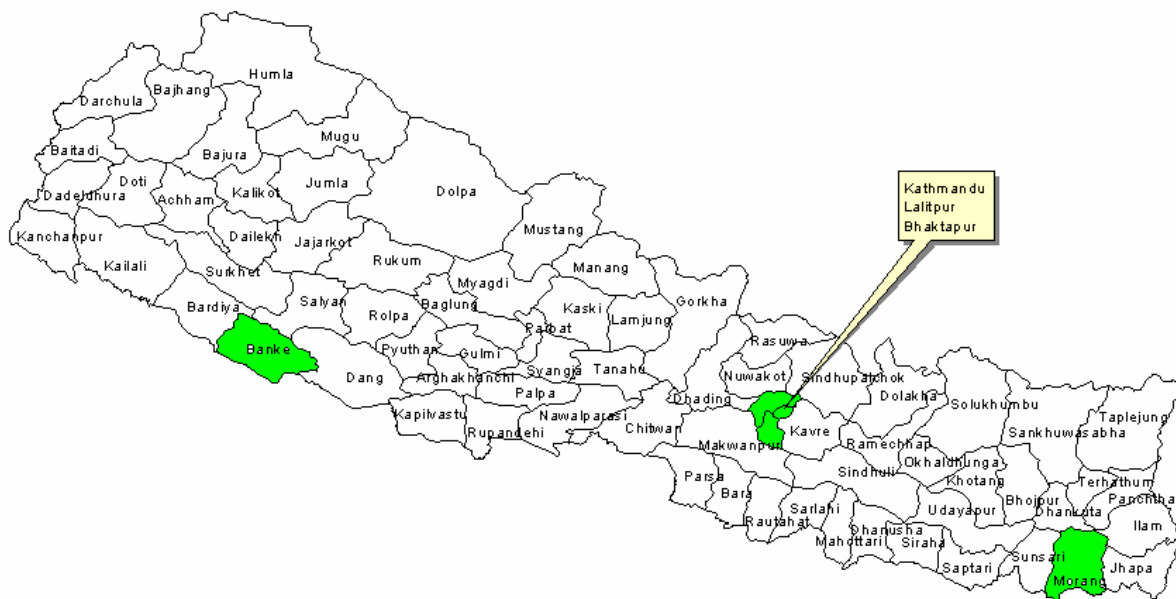 Humla
Bajhang
Darchula
Mugu
Baitadi
Bajura
Doti
Kalikot
Jumla
Dolpa
Dadeldhura
Achham
Kathmandu
Lalitpur
Bhaktapur
Kanchanpur
Dailekh
Jajarkot
Mustang
Kailali
Surkhet
Rukum
Manang
Myagdi
Bardiya
Salyan
Baglung
Kaski
Gorkha
Rolpa
Lamjung
Parbat
Banke
Pyuthan
Gulmi
Rasuwa
Dang
Arghakhanchi
Syangja
Tanahu
Nuwakot
Sindhupalchok
Palpa
Dhading
Dolakha
Kapilvastu
Nawalparasi
Solukhumbu
Taplejung
Rupandehi
Chitwan
Kavre
Sankhuwasabha
Makwanpur
Ramechhap
Okhaldhunga
Parsa
Sindhuli
Khotang
Terhathum
Bara
Bhojpur
Panchtha
Sarlahi
Udayapur
Dhankuta
Rautahat
Dhanusha
Ilam
Mahottari
Siraha
Sunsari
Saptari
Jhapa
Morang